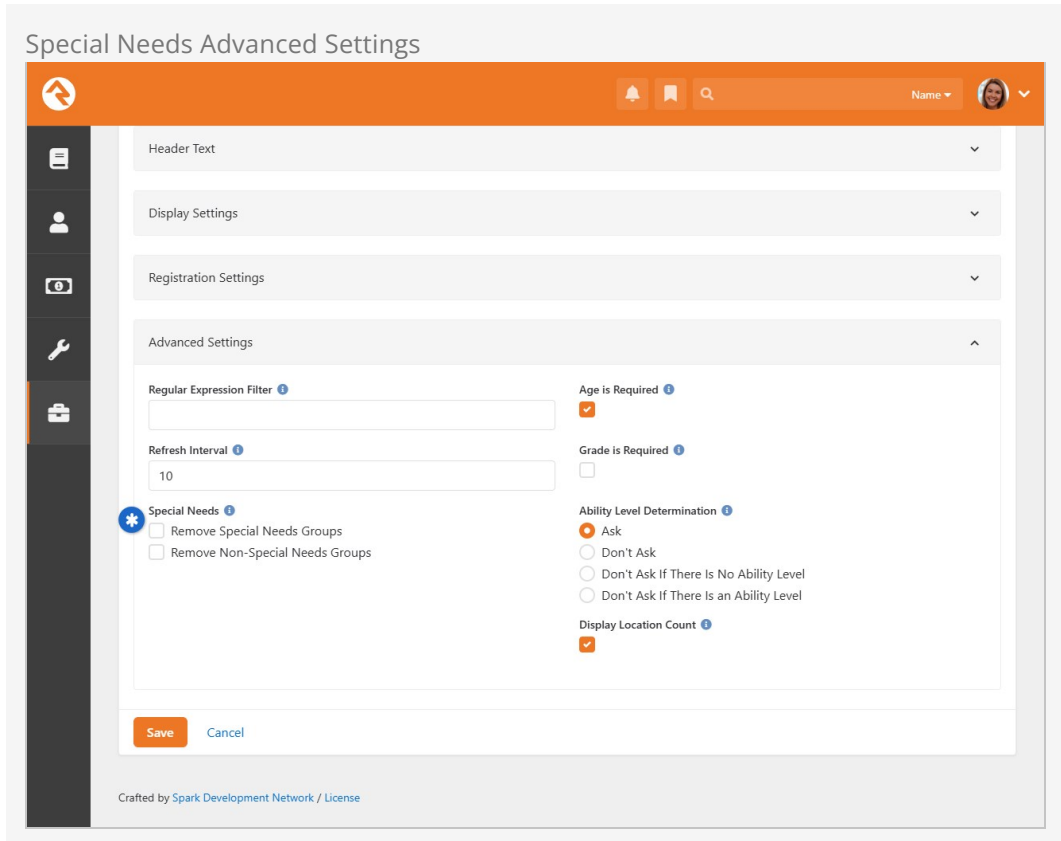 Special Needs Advanced Settings
Name
Header Text
Display Settings
Registration Settings
Advanced Settings
Regular Expression Filter
Age is Required
Refresh Interval
10
Grade is Required
Special Needs
Remove Special Needs Groups
Remove Non-Special Needs Groups
Ability Level Determination
Ask
Don't Ask
Don't Ask If There Is No Ability Level
Don't Ask If There Is an Ability Level
Display Location Count
Save Cancel
Crafted by Spark Development Network / License